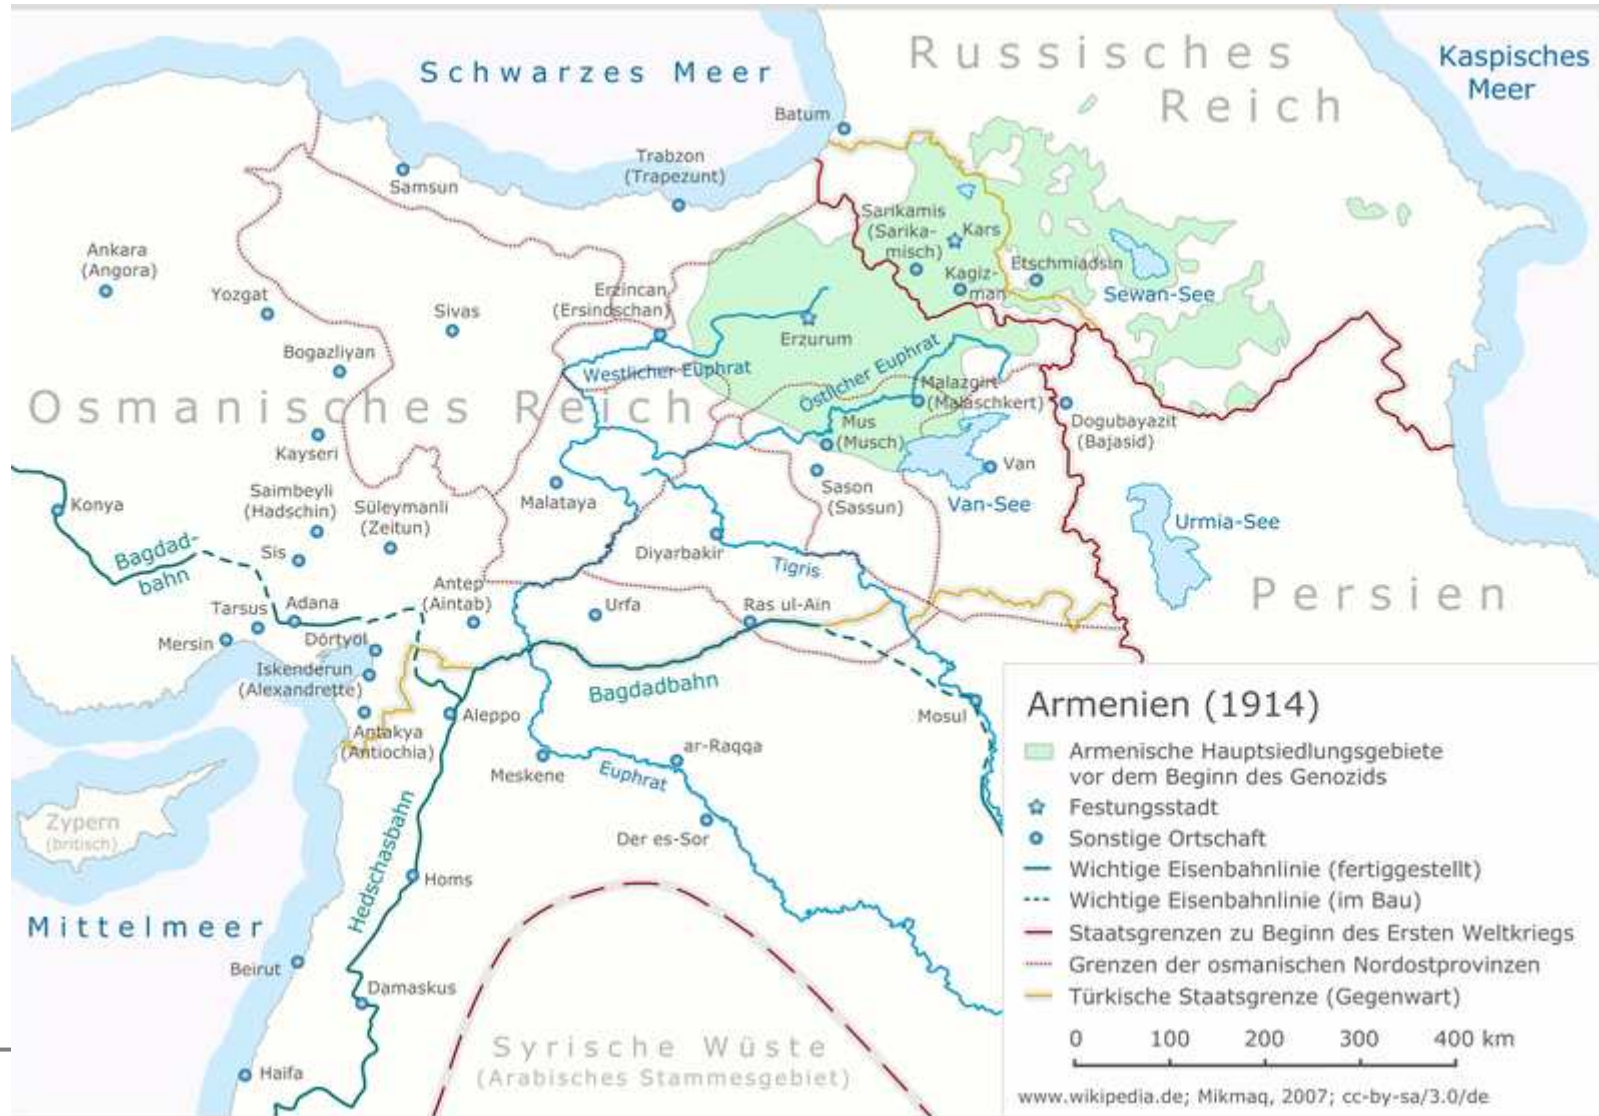 Russisches
Reich
Kaspisches
Meer
Schwarzes Meer
Batum
Trabzon
(Trapezunt)
Samsun
Sarikamis
(Sarika-
misch)
Kars
Ankara
(Angora)
Kagiz-
man
Etschmiadsin
Sewan-See
Yozgat
Erzincan
(Ersindschan)
Sivas
Erzurum
Bogazliyan
Westlicher Euphrat
Östlicher Euphrat
Malazgirt
(Malaschkert)
Osmanisches Reich
Mus
(Musch)
Dogubayazit
(Bajasid)
Kayseri
Van
Van-See
Saimbeyli
(Hadschin)
Süleymanli
(Zeitun)
Malataya
Sason
(Sassun)
Konya
Urmia-See
Sis
Diyarbakir
Bagdad-
bahn
Tigris
Persien
Antep
(Aintab)
Tarsus
Adana
Urfa
Ras ul-Ain
Mersin
Dörtyol
Iskenderun
(Alexandrette)
Bagdadbahn
Aleppo
Mosul
Antakya
(Antiochia)
Meskene
ar-Raqqa
Euphrat
Zypern
(britisch)
Der es-Sor
Hedschasbahn
Homs
Mittelmeer
Beirut
Damaskus
Haifa
Syrische Wüste
(Arabisches Stammesgebiet)
Armenien (1914)
Armenische Hauptsiedlungsgebiete
vor dem Beginn des Genozids
Festungsstadt
Sonstige Ortschaft
Wichtige Eisenbahnlinie (fertiggestellt)
Wichtige Eisenbahnlinie (im Bau)
Staatsgrenzen zu Beginn des Ersten Weltkriegs
Grenzen der osmanischen Nordostprovinzen
Türkische Staatsgrenze (Gegenwart)
0 100 200 300 400 km
www.wikipedia.de; Mikmaq, 2007; cc-by-sa/3.0/de